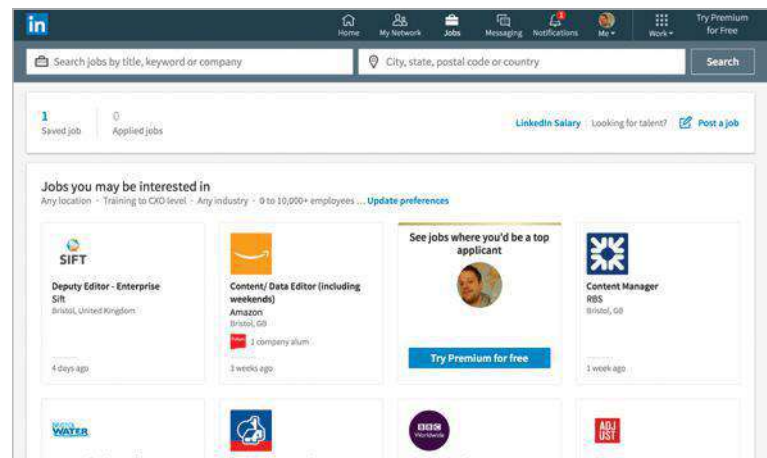 in
Home
My Network
Jobs
Messaging
Notifications
Me
Work
Try Premium
for Free
Search jobs by title, keyword or company
City, state, postal code or country
Search
1
Saved job
0
Applied jobs
LinkedIn Salary
Looking for talent?
Post a job
Jobs you may be interested in
Any location · Training to CXO level · Any industry · 0 to 10,000+ employees ... Update preferences
SIFT
Deputy Editor - Enterprise
Sift
Bristol, United Kingdom
4 days ago
Content/ Data Editor (including
weekends)
Amazon
Bristol, GB
1 company alum
3 weeks ago
See jobs where you'd be a top
applicant
Try Premium for free
Content Manager
RBS
Bristol, GB
1 week ago
BRISTOL
WATER
BBC
Worldwide
ADJ
UST